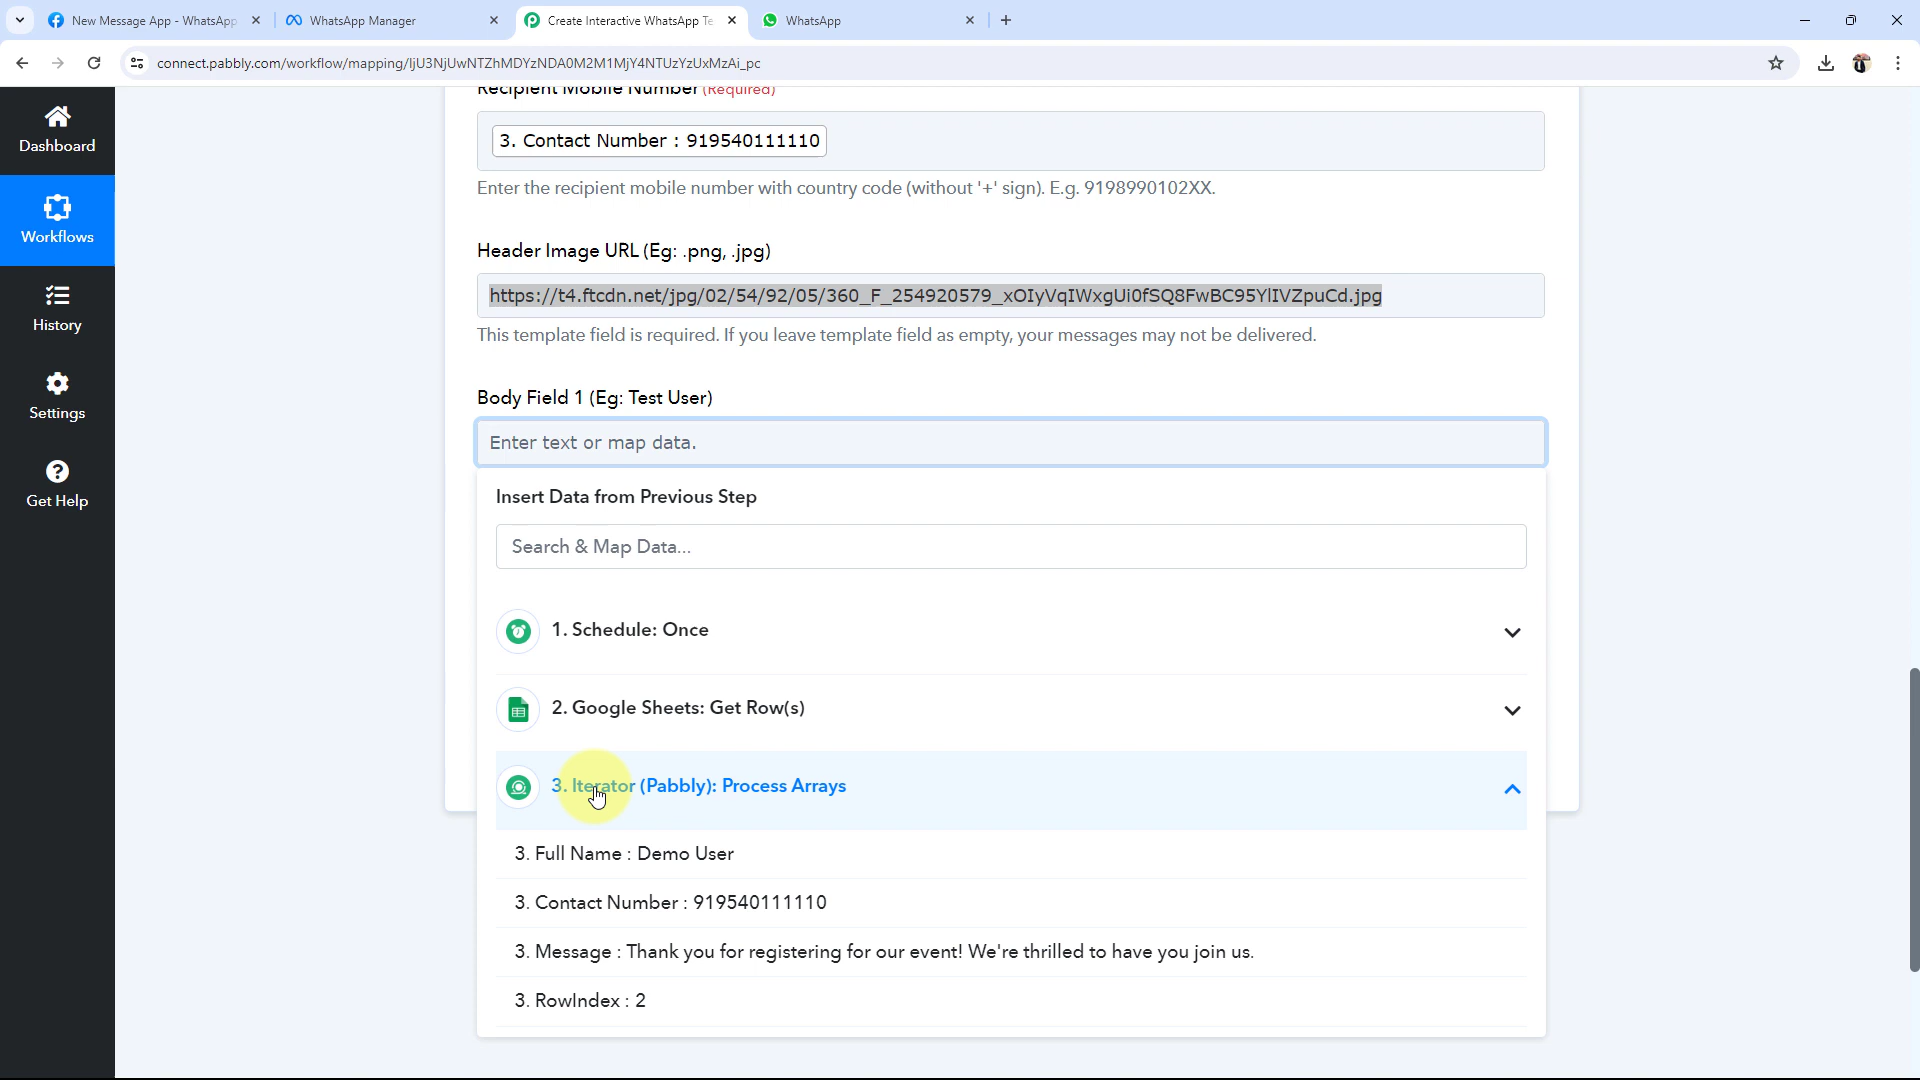 New Message App - WhatsApp
WhatsApp Manager
Create Interactive WhatsApp Te
WhatsApp
connect.pabbly.com/workflow/mapping/IjU3NjUwNTZhMDYzNDA0M2M1MjY4NTUzYzUxMzAi_pc
Dashboard
Workflows
History
Settings
Get Help
Recipient Mobile Number (Required)
3. Contact Number : 919540111110
Enter the recipient mobile number with country code (without '+' sign). E.g. 9198990102XX.
Header Image URL (Eg: .png, .jpg)
https://t4.ftcdn.net/jpg/02/54/92/05/360_F_254920579_xOIyVqIWxgUi0fSQ8FwBC95YlIVZpuCd.jpg
This template field is required. If you leave template field as empty, your messages may not be delivered.
Body Field 1 (Eg: Test User)
Enter text or map data.
Insert Data from Previous Step
Search & Map Data...
1. Schedule: Once
2. Google Sheets: Get Row(s)
3. Iterator (Pabbly): Process Arrays
3. Full Name : Demo User
3. Contact Number : 919540111110
3. Message : Thank you for registering for our event! We're thrilled to have you join us.
3. RowIndex : 2